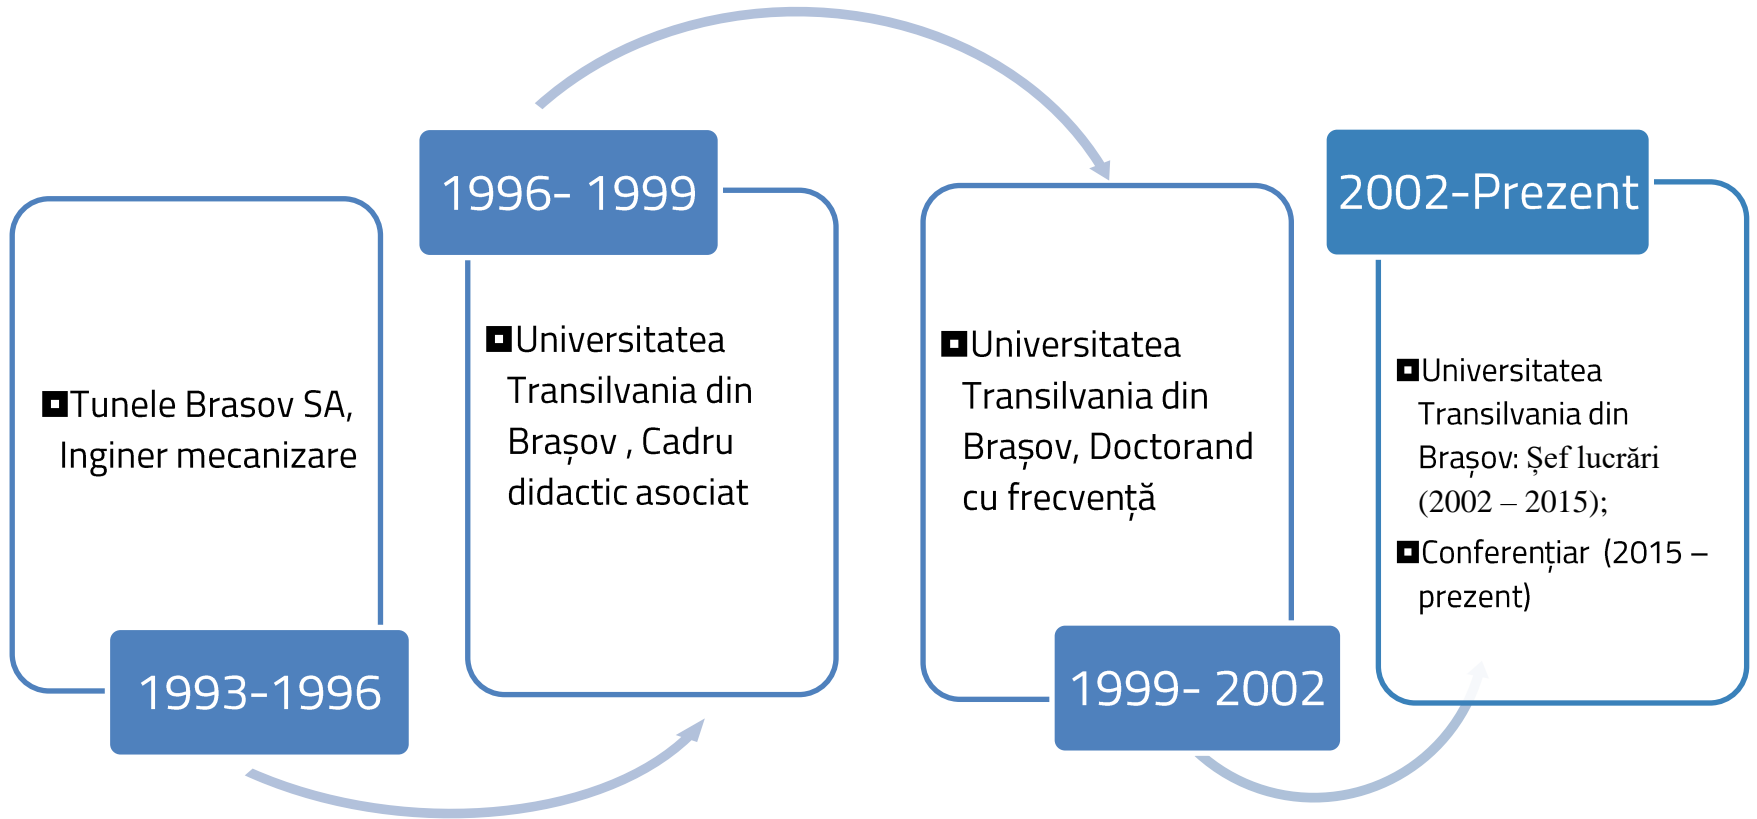 Tunele Brasov SA,
Inginer mecanizare
1993-1996
1996- 1999
Universitatea
Transilvania din
Brașov , Cadru
didactic asociat
Universitatea
Transilvania din
Brașov, Doctorand
cu frecvență
1999- 2002
2002-Prezent
Universitatea
Transilvania din
Brașov: Șef lucrări
(2002 – 2015);
Conferențiar  (2015 –
prezent)